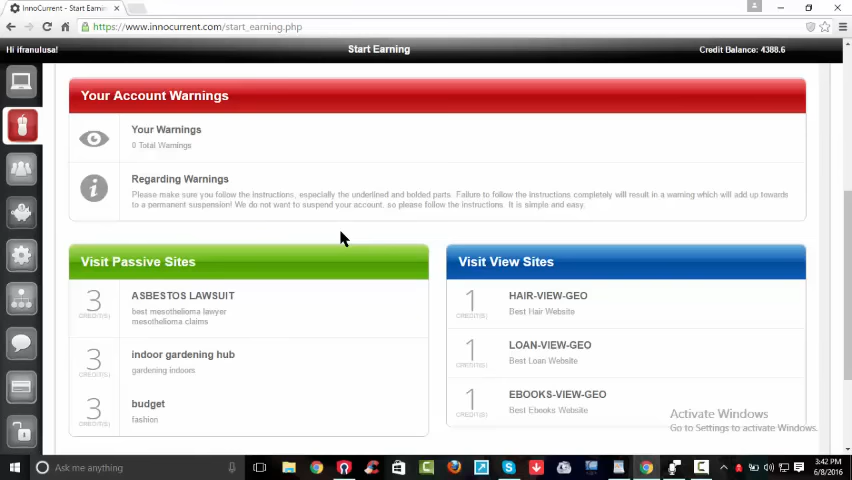 InnoCurrent - Start Earnin
https://www.innocurrent.com/start_earning.php
Hi ifranulusa!
Start Earning
Credit Balance: 4388.6
Your Account Warnings
Your Warnings
0 Total Warnings
Regarding Warnings
Please make sure you follow the instructions, especially the underlined and bolded parts. Failure to follow the instructions completely will result in a warning which will add up towards
to a permanent suspension! We do not want to suspend your account, so please follow the instructions. It is simple and easy.
Visit Passive Sites
3
CREDIT(S)
ASBESTOS LAWSUIT
best mesothelioma lawyer
mesothelioma claims
3
CREDIT(S)
indoor gardening hub
gardening indoors
3
CREDIT(S)
budget
fashion
Visit View Sites
1
CREDIT(S)
HAIR-VIEW-GEO
Best Hair Website
1
CREDIT(S)
LOAN-VIEW-GEO
Best Loan Website
1
CREDIT(S)
EBOOKS-VIEW-GEO
Best Ebooks Website
Activate Windows
Go to Settings to activate Windows.
Ask me anything
3:42 PM
6/8/2016